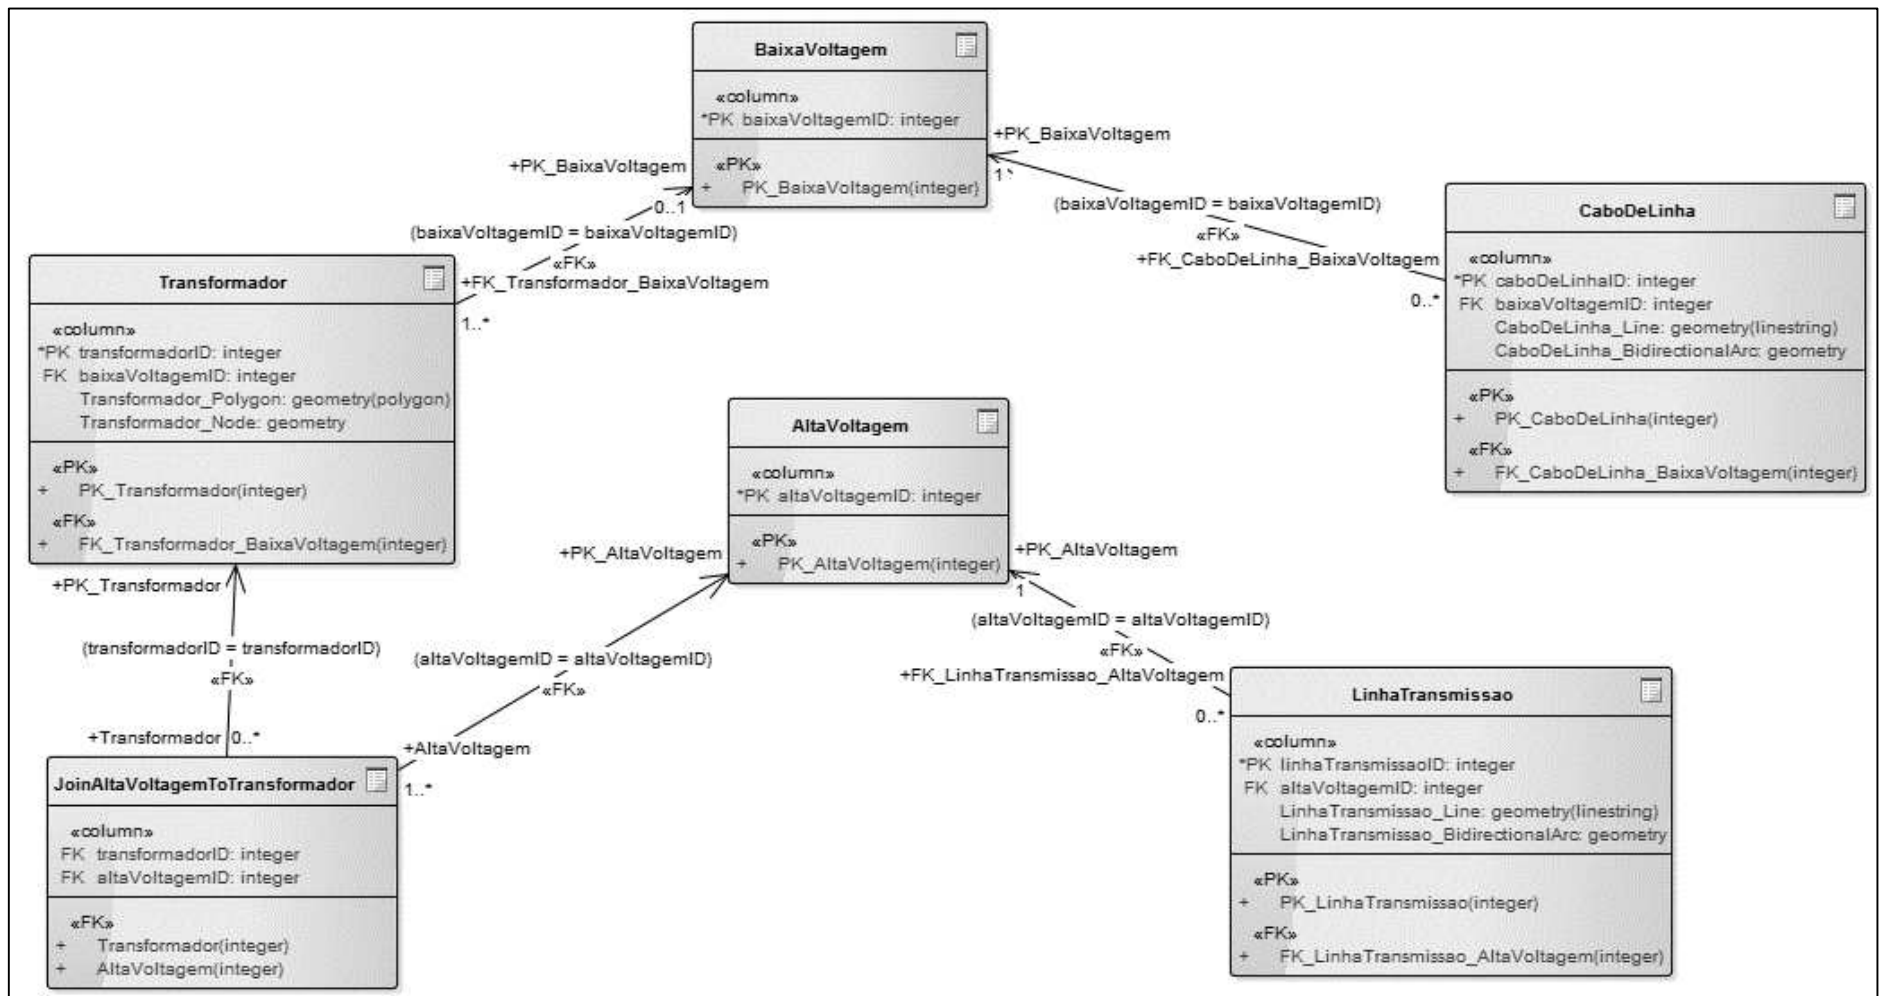 BaixaVoltagem
«column»
*PK baixaVoltagemID: integer
«PK»
+ PK_BaixaVoltagem(integer)
+PK_BaixaVoltagem
0..1
(baixaVoltagemID = baixaVoltagemID)
«FK»
+FK_Transformador_BaixaVoltagem
1..*
+PK_BaixaVoltagem
1
(baixaVoltagemID = baixaVoltagemID)
«FK»
+FK_CaboDeLinha_BaixaVoltagem
0..*
CaboDeLinha
«column»
*PK caboDeLinhaID: integer
FK baixaVoltagemID: integer
CaboDeLinha_Line: geometry(linestring)
CaboDeLinha_BidirectionalArc: geometry
«PK»
+ PK_CaboDeLinha(integer)
«FK»
+ FK_CaboDeLinha_BaixaVoltagem(integer)
Transformador
«column»
*PK transformadorID: integer
FK baixaVoltagemID: integer
Transformador_Polygon: geometry(polygon)
Transformador_Node: geometry
«PK»
+ PK_Transformador(integer)
«FK»
+ FK_Transformador_BaixaVoltagem(integer)
AltaVoltagem
«column»
*PK altaVoltagemID: integer
«PK»
+ PK_AltaVoltagem(integer)
+PK_Transformador
(transformadorID = transformadorID)
«FK»
+Transformador
0..*
+PK_AltaVoltagem
(altaVoltagemID = altaVoltagemID)
«FK»
+AltaVoltagem
1..*
+PK_AltaVoltagem
1
(altaVoltagemID = altaVoltagemID)
«FK»
+FK_LinhaTransmissao_AltaVoltagem
0..*
JoinAltaVoltagemToTransformador
«column»
FK transformadorID: integer
FK altaVoltagemID: integer
«FK»
+ Transformador(integer)
+ AltaVoltagem(integer)
LinhaTransmissao
«column»
*PK linhaTransmissaoID: integer
FK altaVoltagemID: integer
LinhaTransmissao_Line: geometry(linestring)
LinhaTransmissao_BidirectionalArc: geometry
«PK»
+ PK_LinhaTransmissao(integer)
«FK»
+ FK_LinhaTransmissao_AltaVoltagem(integer)